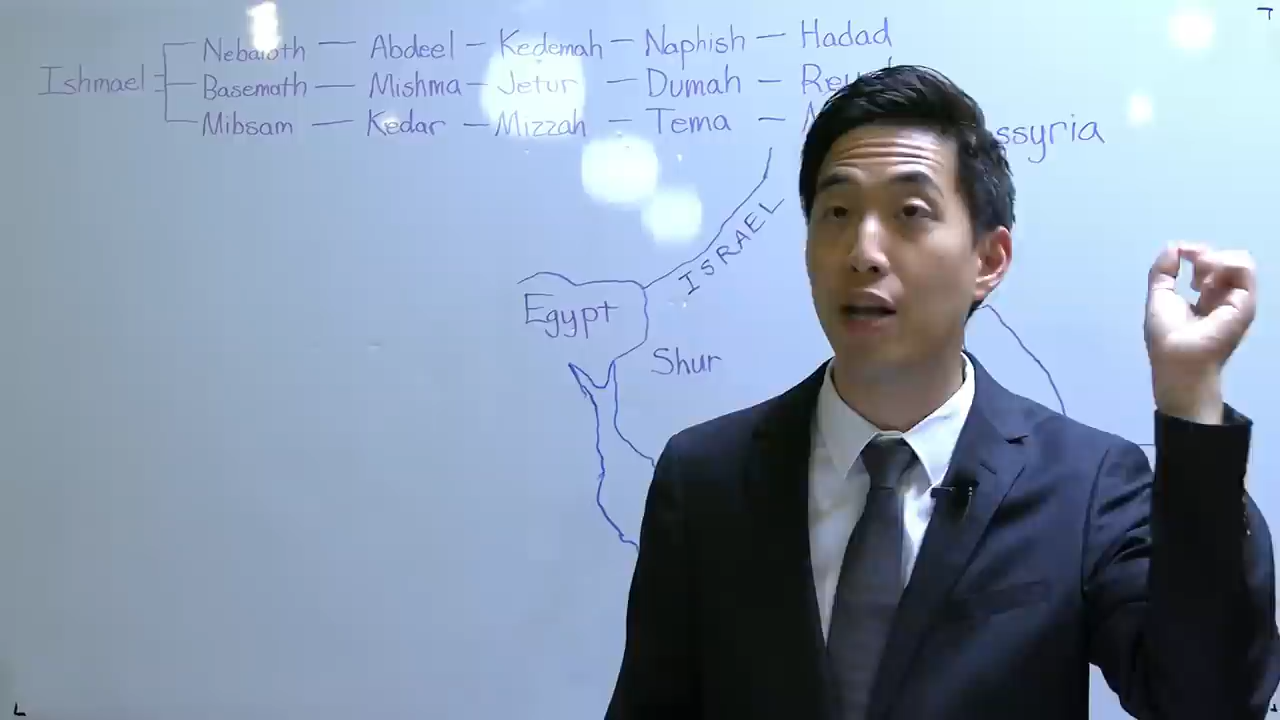 Ishmael
Nebaioth — Abdeel — Kedemah — Naphish — Hadad
Basemath — Mishma — Jetur — Dumah —
Mibsam — Kedar — Mizzah — Tema —
ssyria
ISRAEL
Egypt
Shur